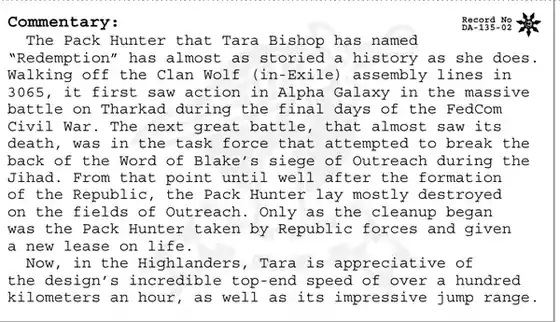 Commentary:
Record No
DA-135-02
The Pack Hunter that Tara Bishop has named
“Redemption” has almost as storied a history as she does.
Walking off the Clan Wolf (in-Exile) assembly lines in
3065, it first saw action in Alpha Galaxy in the massive
battle on Tharkad during the final days of the FedCom
Civil War. The next great battle, that almost saw its
death, was in the task force that attempted to break the
back of the Word of Blake’s siege of Outreach during the
Jihad. From that point until well after the formation
of the Republic, the Pack Hunter lay mostly destroyed
on the fields of Outreach. Only as the cleanup began
was the Pack Hunter taken by Republic forces and given
a new lease on life.
Now, in the Highlanders, Tara is appreciative of
the design’s incredible top-end speed of over a hundred
kilometers an hour, as well as its impressive jump range.